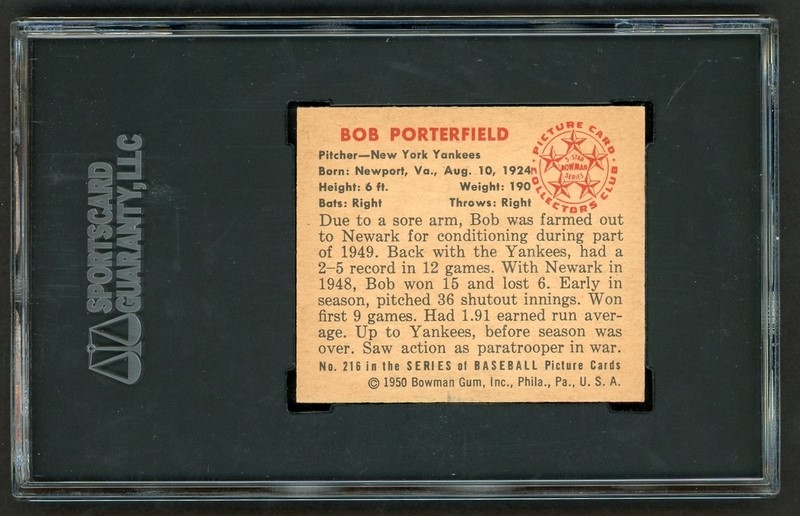 SPORTSCARD
GUARANTY, LLC
BOB PORTERFIELD
Pitcher—New York Yankees
Born: Newport, Va., Aug. 10, 1924
Height: 6 ft. Weight: 190
Bats: Right Throws: Right
PICTURE CARD
5-STAR
BOWMAN
SERIES
COLLECTORS CLUB
Due to a sore arm, Bob was farmed out
to Newark for conditioning during part
of 1949. Back with the Yankees, had a
2–5 record in 12 games. With Newark in
1948, Bob won 15 and lost 6. Early in
season, pitched 36 shutout innings. Won
first 9 games. Had 1.91 earned run aver-
age. Up to Yankees, before season was
over. Saw action as paratrooper in war.
No. 216 in the SERIES of BASEBALL Picture Cards
© 1950 Bowman Gum, Inc., Phila., Pa., U. S. A.